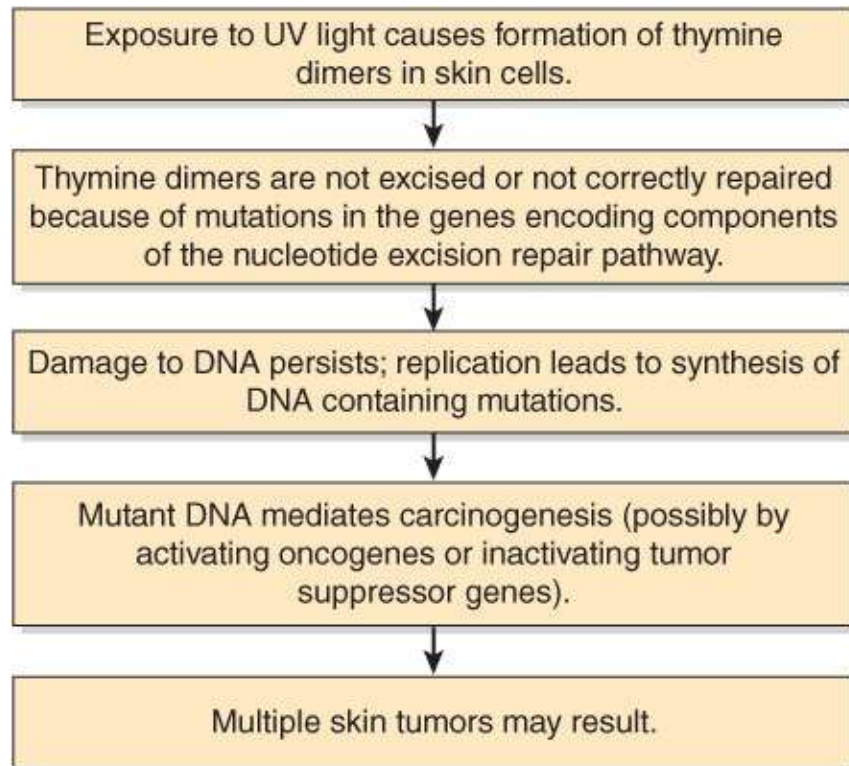 Exposure to UV light causes formation of thymine
dimers in skin cells.
Thymine dimers are not excised or not correctly repaired
because of mutations in the genes encoding components
of the nucleotide excision repair pathway.
Damage to DNA persists; replication leads to synthesis of
DNA containing mutations.
Mutant DNA mediates carcinogenesis (possibly by
activating oncogenes or inactivating tumor
suppressor genes).
Multiple skin tumors may result.